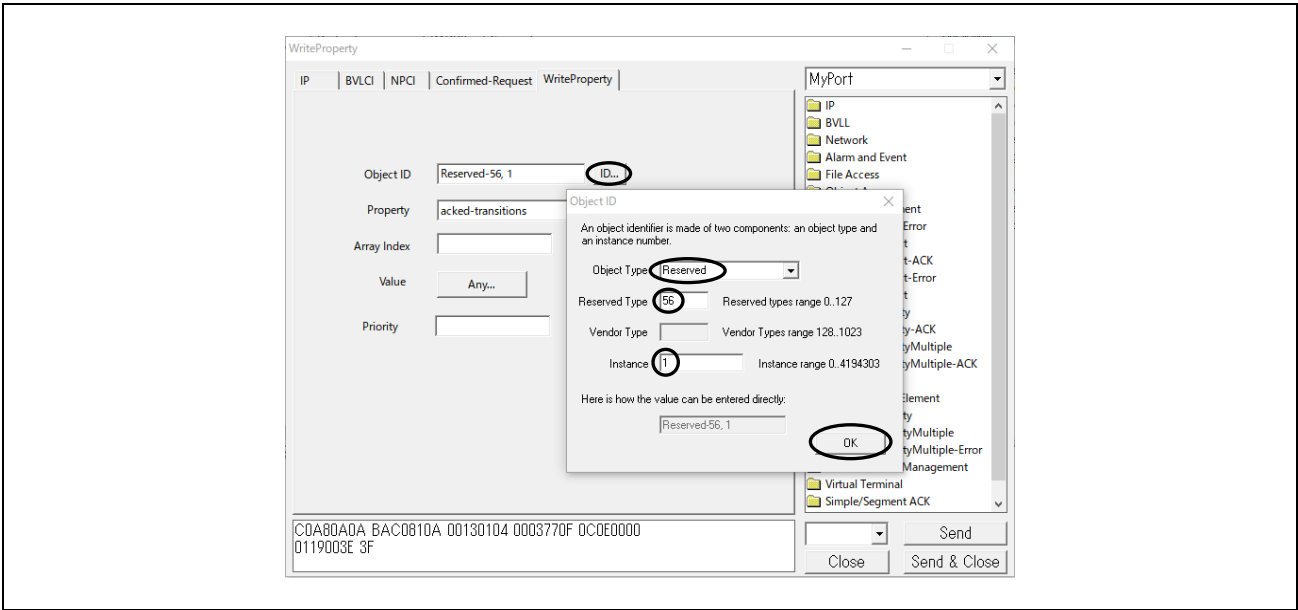 WriteProperty
IP
BVLCI
NPCI
Confirmed-Request
WriteProperty
Object ID
Reserved-56, 1
ID...
Property
acked-transitions
Array Index
Value
Any...
Priority
C0A80A0A BAC0810A 00130104 0003770F 0C0E0000
0119003E 3F
Object ID
An object identifier is made of two components: an object type and
an instance number.
Object Type
Reserved
Reserved Type
56
Reserved types range 0..127
Vendor Type
Vendor Types range 128..1023
Instance
1
Instance range 0..4194303
Here is how the value can be entered directly:
Reserved-56, 1
OK
MyPort
IP
BVLL
Network
Alarm and Event
File Access
ment
Error
t
t-ACK
t-Error
t
ty
ty-ACK
tyMultiple
tyMultiple-ACK
Element
ty
tyMultiple
tyMultiple-Error
Management
Virtual Terminal
Simple/Segment ACK
Send
Close
Send & Close